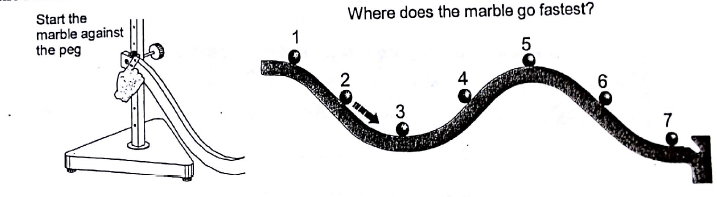 Start the
marble against
the peg
Where does the marble go fastest?
1
2
3
4
5
6
7